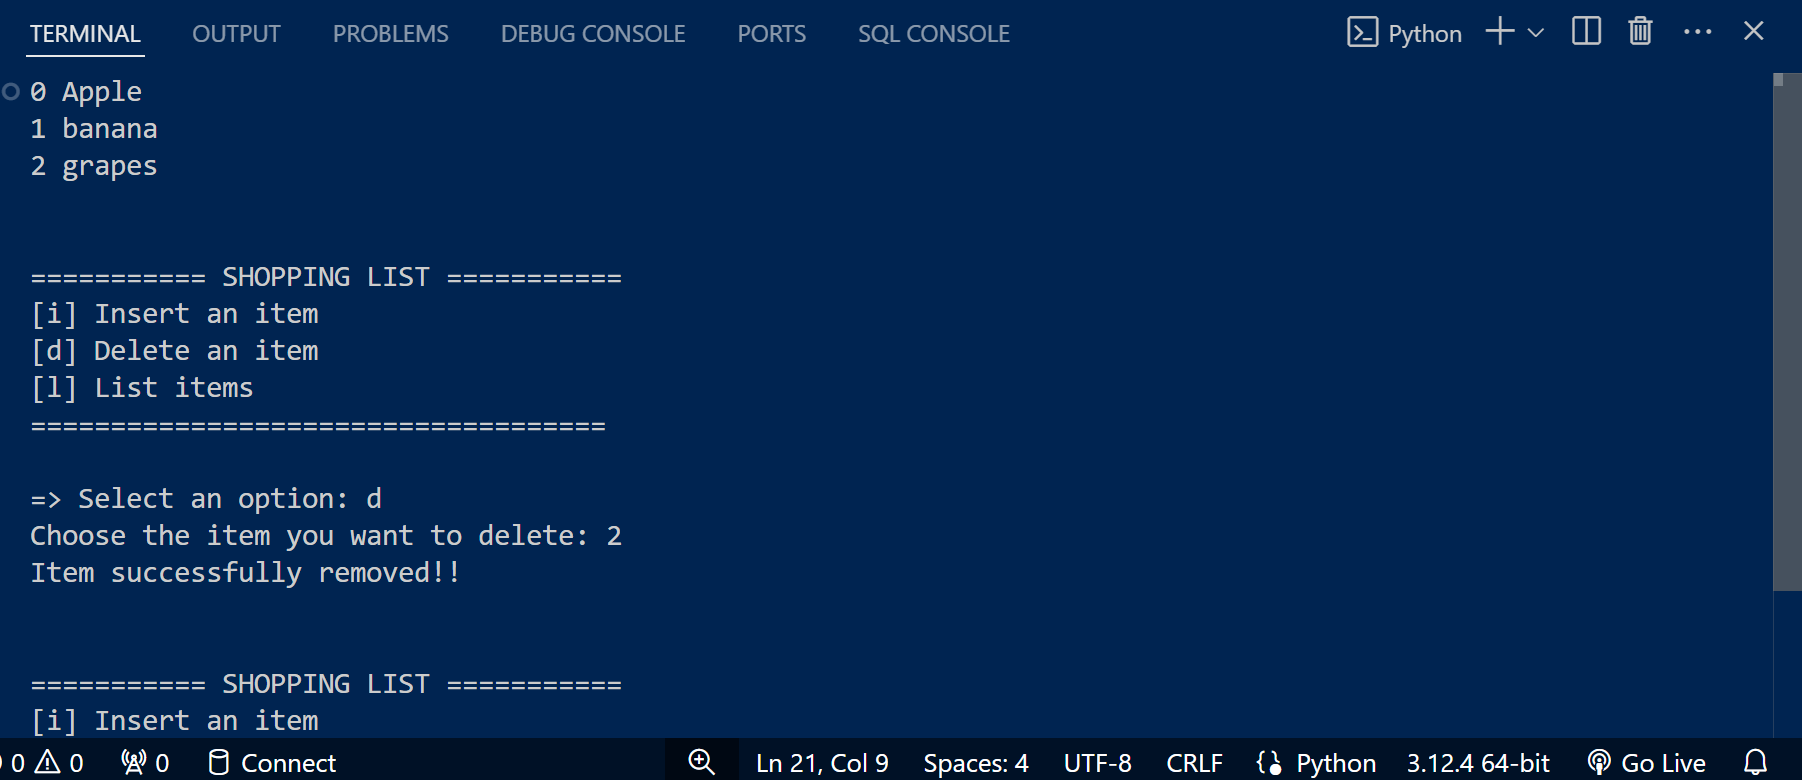 TERMINAL OUTPUT PROBLEMS DEBUG CONSOLE PORTS SQL CONSOLE Python
0 Apple
1 banana
2 grapes
=========== SHOPPING LIST ===========
[i] Insert an item
[d] Delete an item
[l] List items
====================================
=> Select an option: d
Choose the item you want to delete: 2
Item successfully removed!!
=========== SHOPPING LIST ===========
[i] Insert an item
0 0 0 Connect Ln 21, Col 9 Spaces: 4 UTF-8 CRLF Python 3.12.4 64-bit Go Live